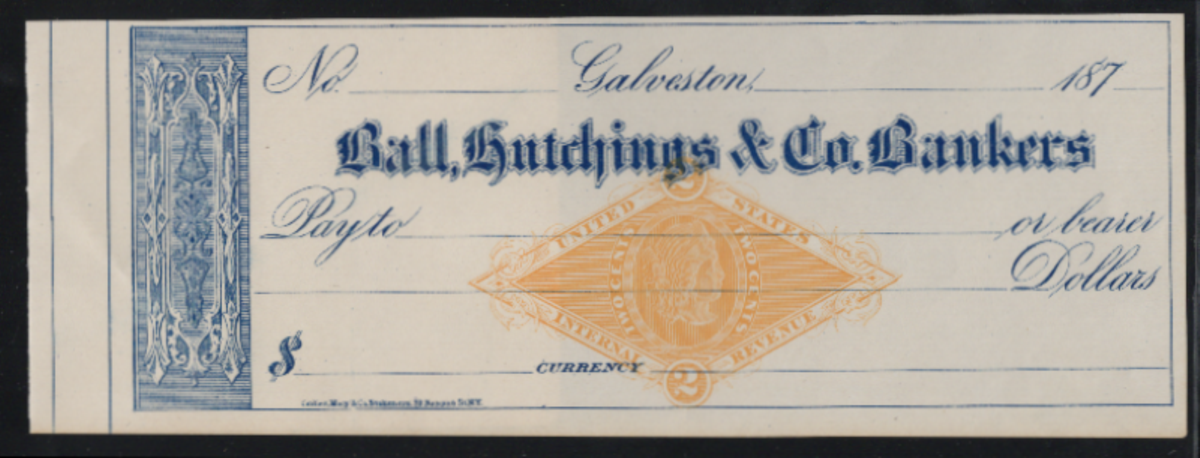 No. Galveston, 187
Ball, Hutchings & Co. Bankers
Pay to or bearer
Dollars
$ CURRENCY
2
UNITED STATES
TWO CENTS TWO CENTS
INTERNAL REVENUE
2